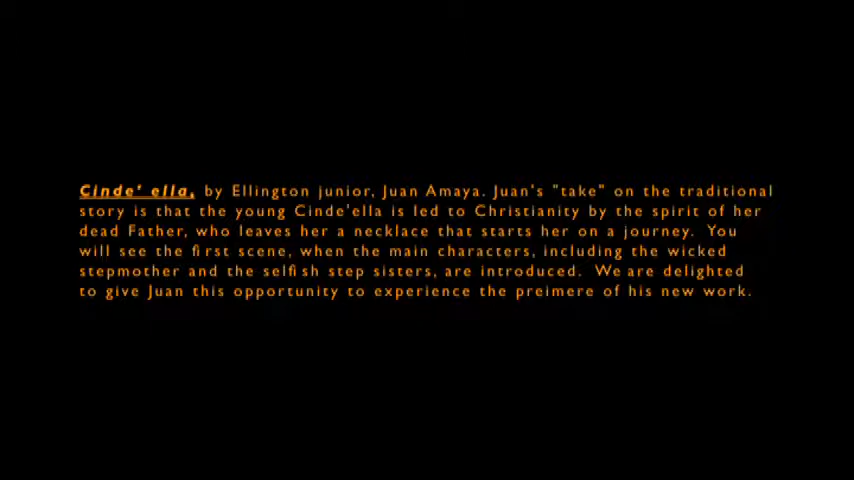 Cinde' ella, by Ellington junior, Juan Amaya. Juan's "take" on the traditional
story is that the young Cinde'ella is led to Christianity by the spirit of her
dead Father, who leaves her a necklace that starts her on a journey. You
will see the first scene, when the main characters, including the wicked
stepmother and the selfish step sisters, are introduced. We are delighted
to give Juan this opportunity to experience the preimere of his new work.